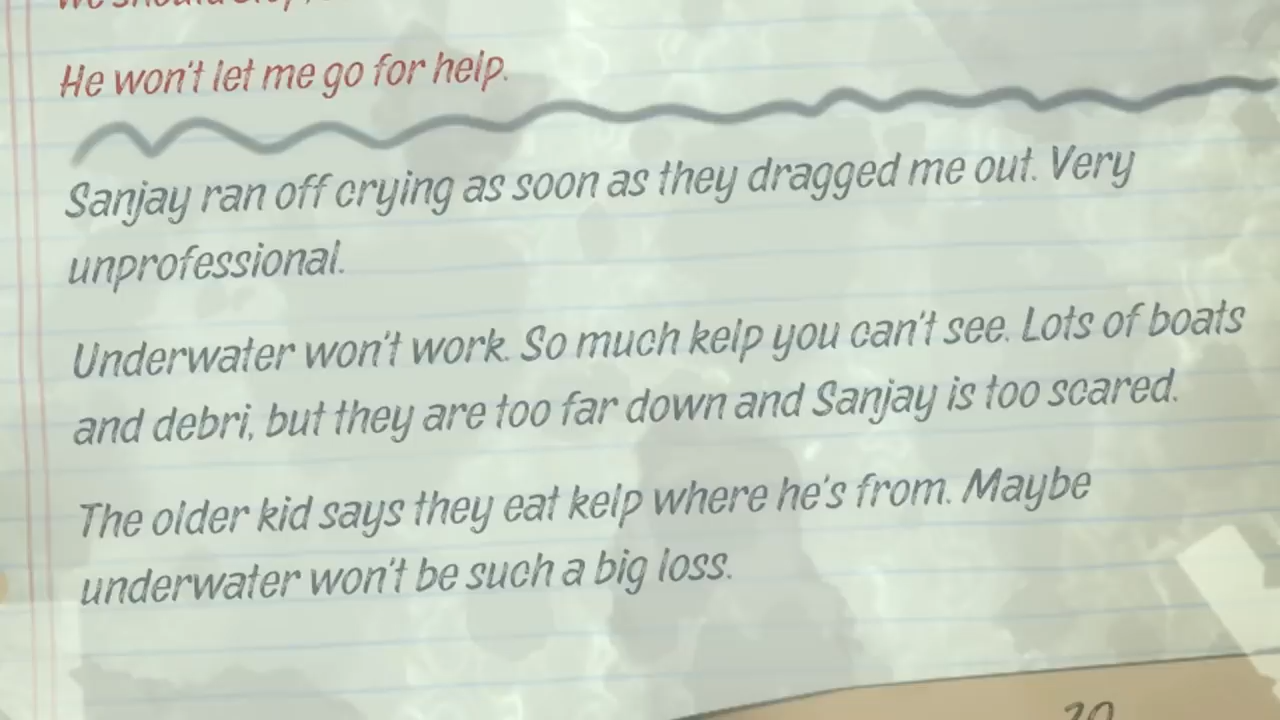 He won't let me go for help.
Sanjay ran off crying as soon as they dragged me out. Very
unprofessional.
Underwater won't work. So much kelp you can't see. Lots of boats
and debri, but they are too far down and Sanjay is too scared.
The older kid says they eat kelp where he's from. Maybe
underwater won't be such a big loss.